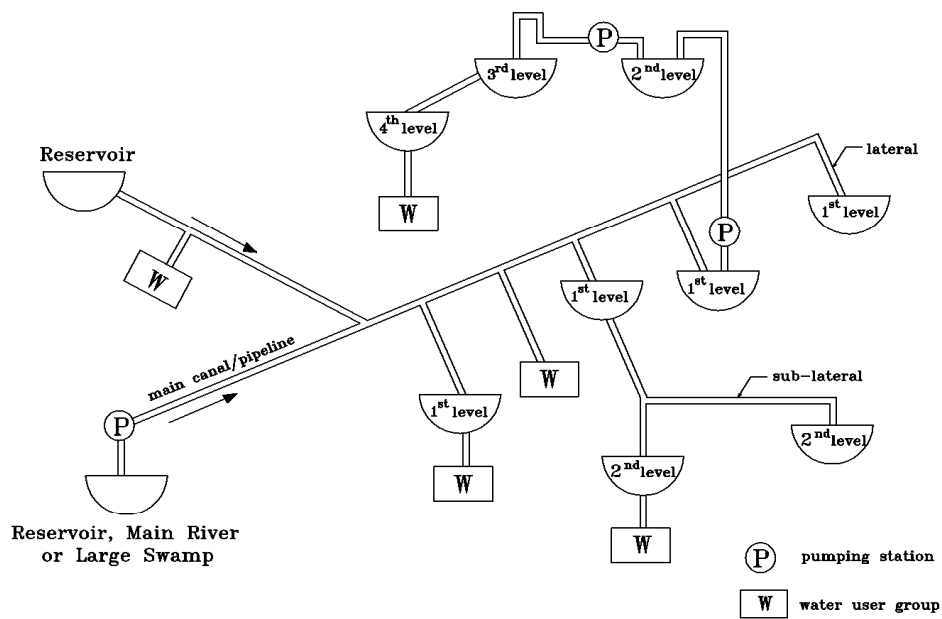 P
3rd level
2nd level
4th level
Reservoir
lateral
W
1st level
P
W
1st level
1st level
main canal/pipeline
W
sub-lateral
1st level
P
2nd level
W
2nd level
Reservoir, Main River
or Large Swamp
W
P pumping station
W water user group